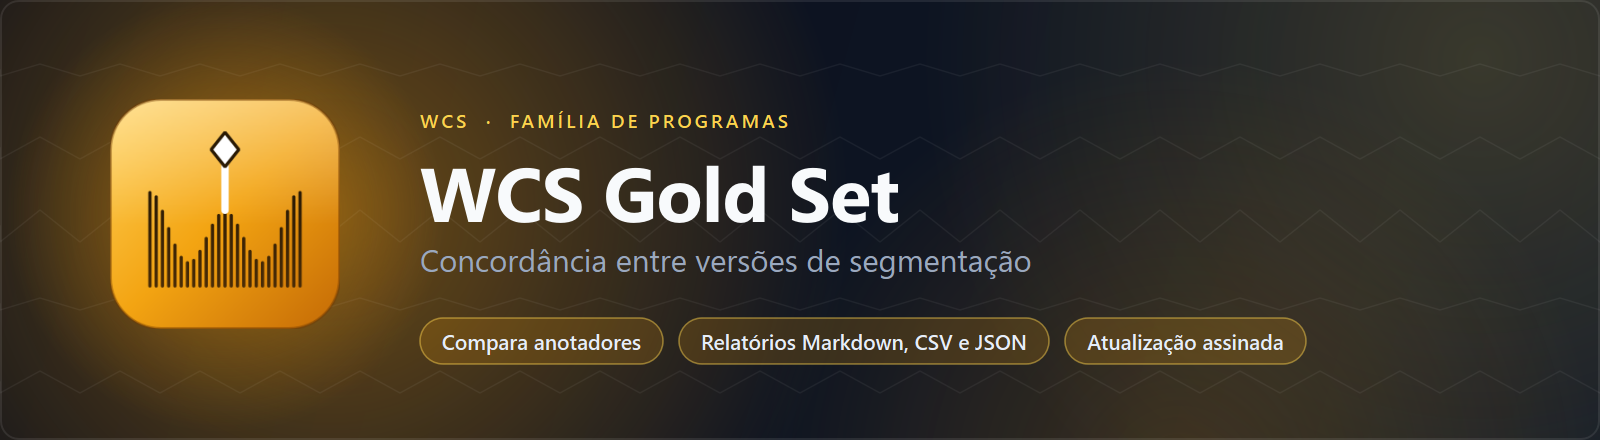 WCS · FAMÍLIA DE PROGRAMAS
WCS Gold Set
Concordância entre versões de segmentação
Compara anotadores
Relatórios Markdown, CSV e JSON
Atualização assinada